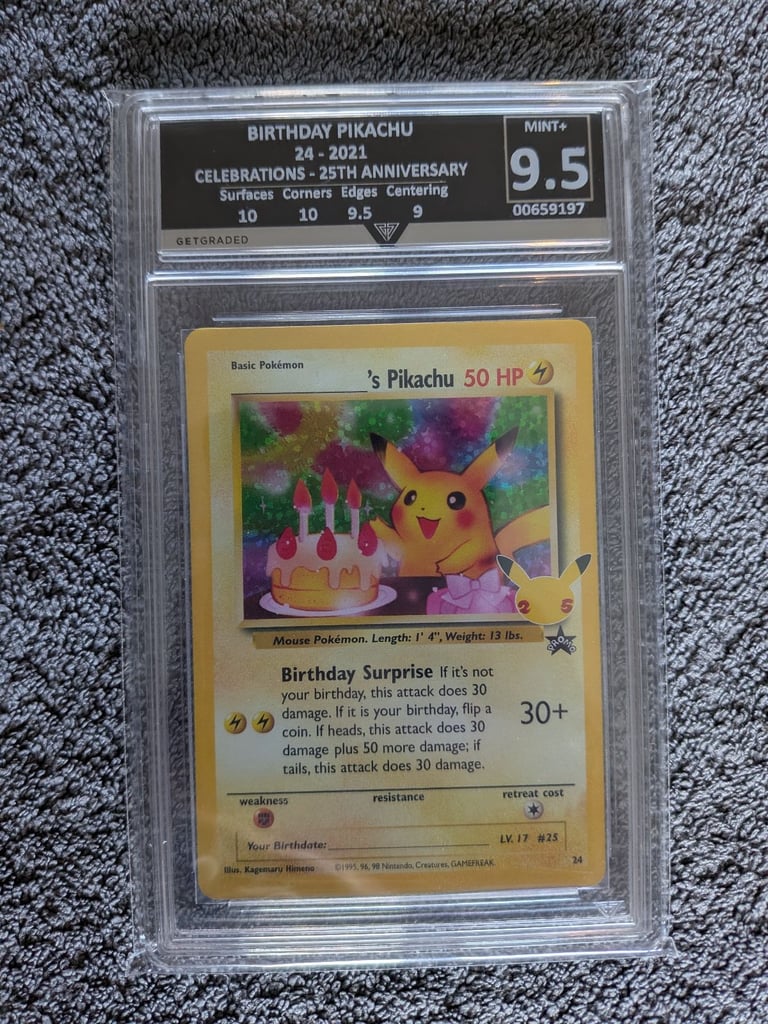 BIRTHDAY PIKACHU
24 - 2021
CELEBRATIONS - 25TH ANNIVERSARY
Surfaces Corners Edges Centering
10 10 9.5 9
MINT+
9.5
00659197
GETGRADED
Basic Pokémon
's Pikachu 50 HP
25
PROMO
Mouse Pokémon. Length: 1' 4", Weight: 13 lbs.
Birthday Surprise If it's not
your birthday, this attack does 30
damage. If it is your birthday, flip a
coin. If heads, this attack does 30
damage plus 50 more damage; if
tails, this attack does 30 damage.
30+
weakness resistance retreat cost
Your Birthdate: LV. 17 #25
Illus. Kagemaru Himeno ©1995, 96, 98 Nintendo, Creatures, GAMEFREAK. 24